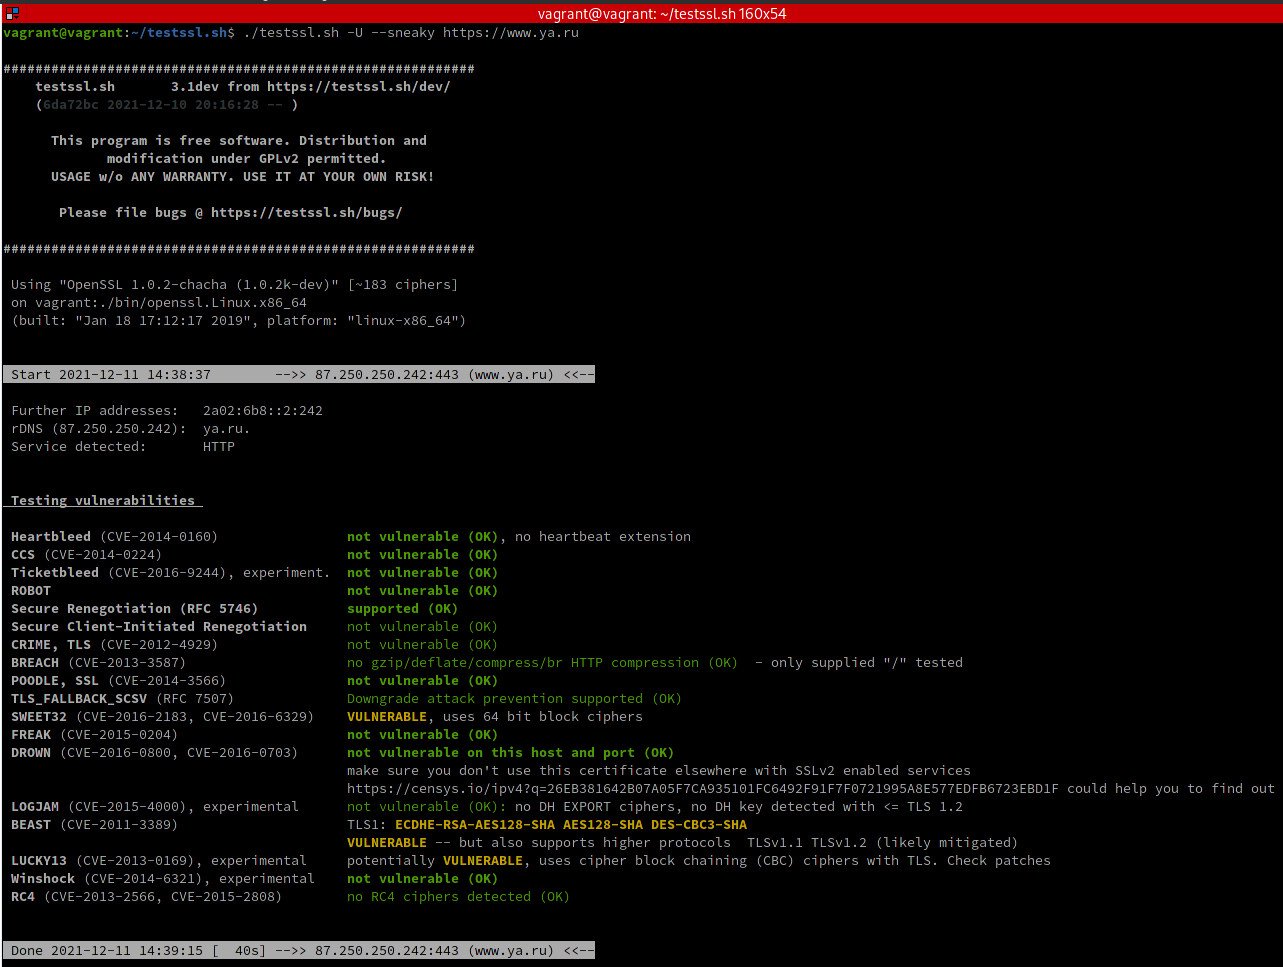 vagrant@vagrant: ~/testssl.sh 160x54
vagrant@vagrant:~/testssl.sh$ ./testssl.sh -U --sneaky https://www.ya.ru
###########################################################
testssl.sh       3.1dev from https://testssl.sh/dev/
(6da72bc 2021-12-10 20:16:28 -- )
This program is free software. Distribution and
modification under GPLv2 permitted.
USAGE w/o ANY WARRANTY. USE IT AT YOUR OWN RISK!
Please file bugs @ https://testssl.sh/bugs/
###########################################################
Using "OpenSSL 1.0.2-chacha (1.0.2k-dev)" [~183 ciphers]
on vagrant:./bin/openssl.Linux.x86_64
(built: "Jan 18 17:12:17 2019", platform: "linux-x86_64")
Start 2021-12-11 14:38:37        -->> 87.250.250.242:443 (www.ya.ru) <<--
Further IP addresses:   2a02:6b8::2:242
rDNS (87.250.250.242):  ya.ru.
Service detected:       HTTP
Testing vulnerabilities
Heartbleed (CVE-2014-0160)                not vulnerable (OK), no heartbeat extension
CCS (CVE-2014-0224)                       not vulnerable (OK)
Ticketbleed (CVE-2016-9244), experiment.  not vulnerable (OK)
ROBOT                                     not vulnerable (OK)
Secure Renegotiation (RFC 5746)           supported (OK)
Secure Client-Initiated Renegotiation     not vulnerable (OK)
CRIME, TLS (CVE-2012-4929)                not vulnerable (OK)
BREACH (CVE-2013-3587)                    no gzip/deflate/compress/br HTTP compression (OK)  - only supplied "/" tested
POODLE, SSL (CVE-2014-3566)               not vulnerable (OK)
TLS_FALLBACK_SCSV (RFC 7507)              Downgrade attack prevention supported (OK)
SWEET32 (CVE-2016-2183, CVE-2016-6329)    VULNERABLE, uses 64 bit block ciphers
FREAK (CVE-2015-0204)                     not vulnerable (OK)
DROWN (CVE-2016-0800, CVE-2016-0703)      not vulnerable on this host and port (OK)
make sure you don't use this certificate elsewhere with SSLv2 enabled services
https://censys.io/ipv4?q=26EB381642B07A05F7CA935101FC6492F91F7F0721995A8E577EDFB6723EBD1F could help you to find out
LOGJAM (CVE-2015-4000), experimental      not vulnerable (OK): no DH EXPORT ciphers, no DH key detected with <= TLS 1.2
BEAST (CVE-2011-3389)                     TLS1: ECDHE-RSA-AES128-SHA AES128-SHA DES-CBC3-SHA
VULNERABLE -- but also supports higher protocols  TLSv1.1 TLSv1.2 (likely mitigated)
LUCKY13 (CVE-2013-0169), experimental     potentially VULNERABLE, uses cipher block chaining (CBC) ciphers with TLS. Check patches
Winshock (CVE-2014-6321), experimental    not vulnerable (OK)
RC4 (CVE-2013-2566, CVE-2015-2808)        no RC4 ciphers detected (OK)
Done 2021-12-11 14:39:15 [  40s] -->> 87.250.250.242:443 (www.ya.ru) <<--